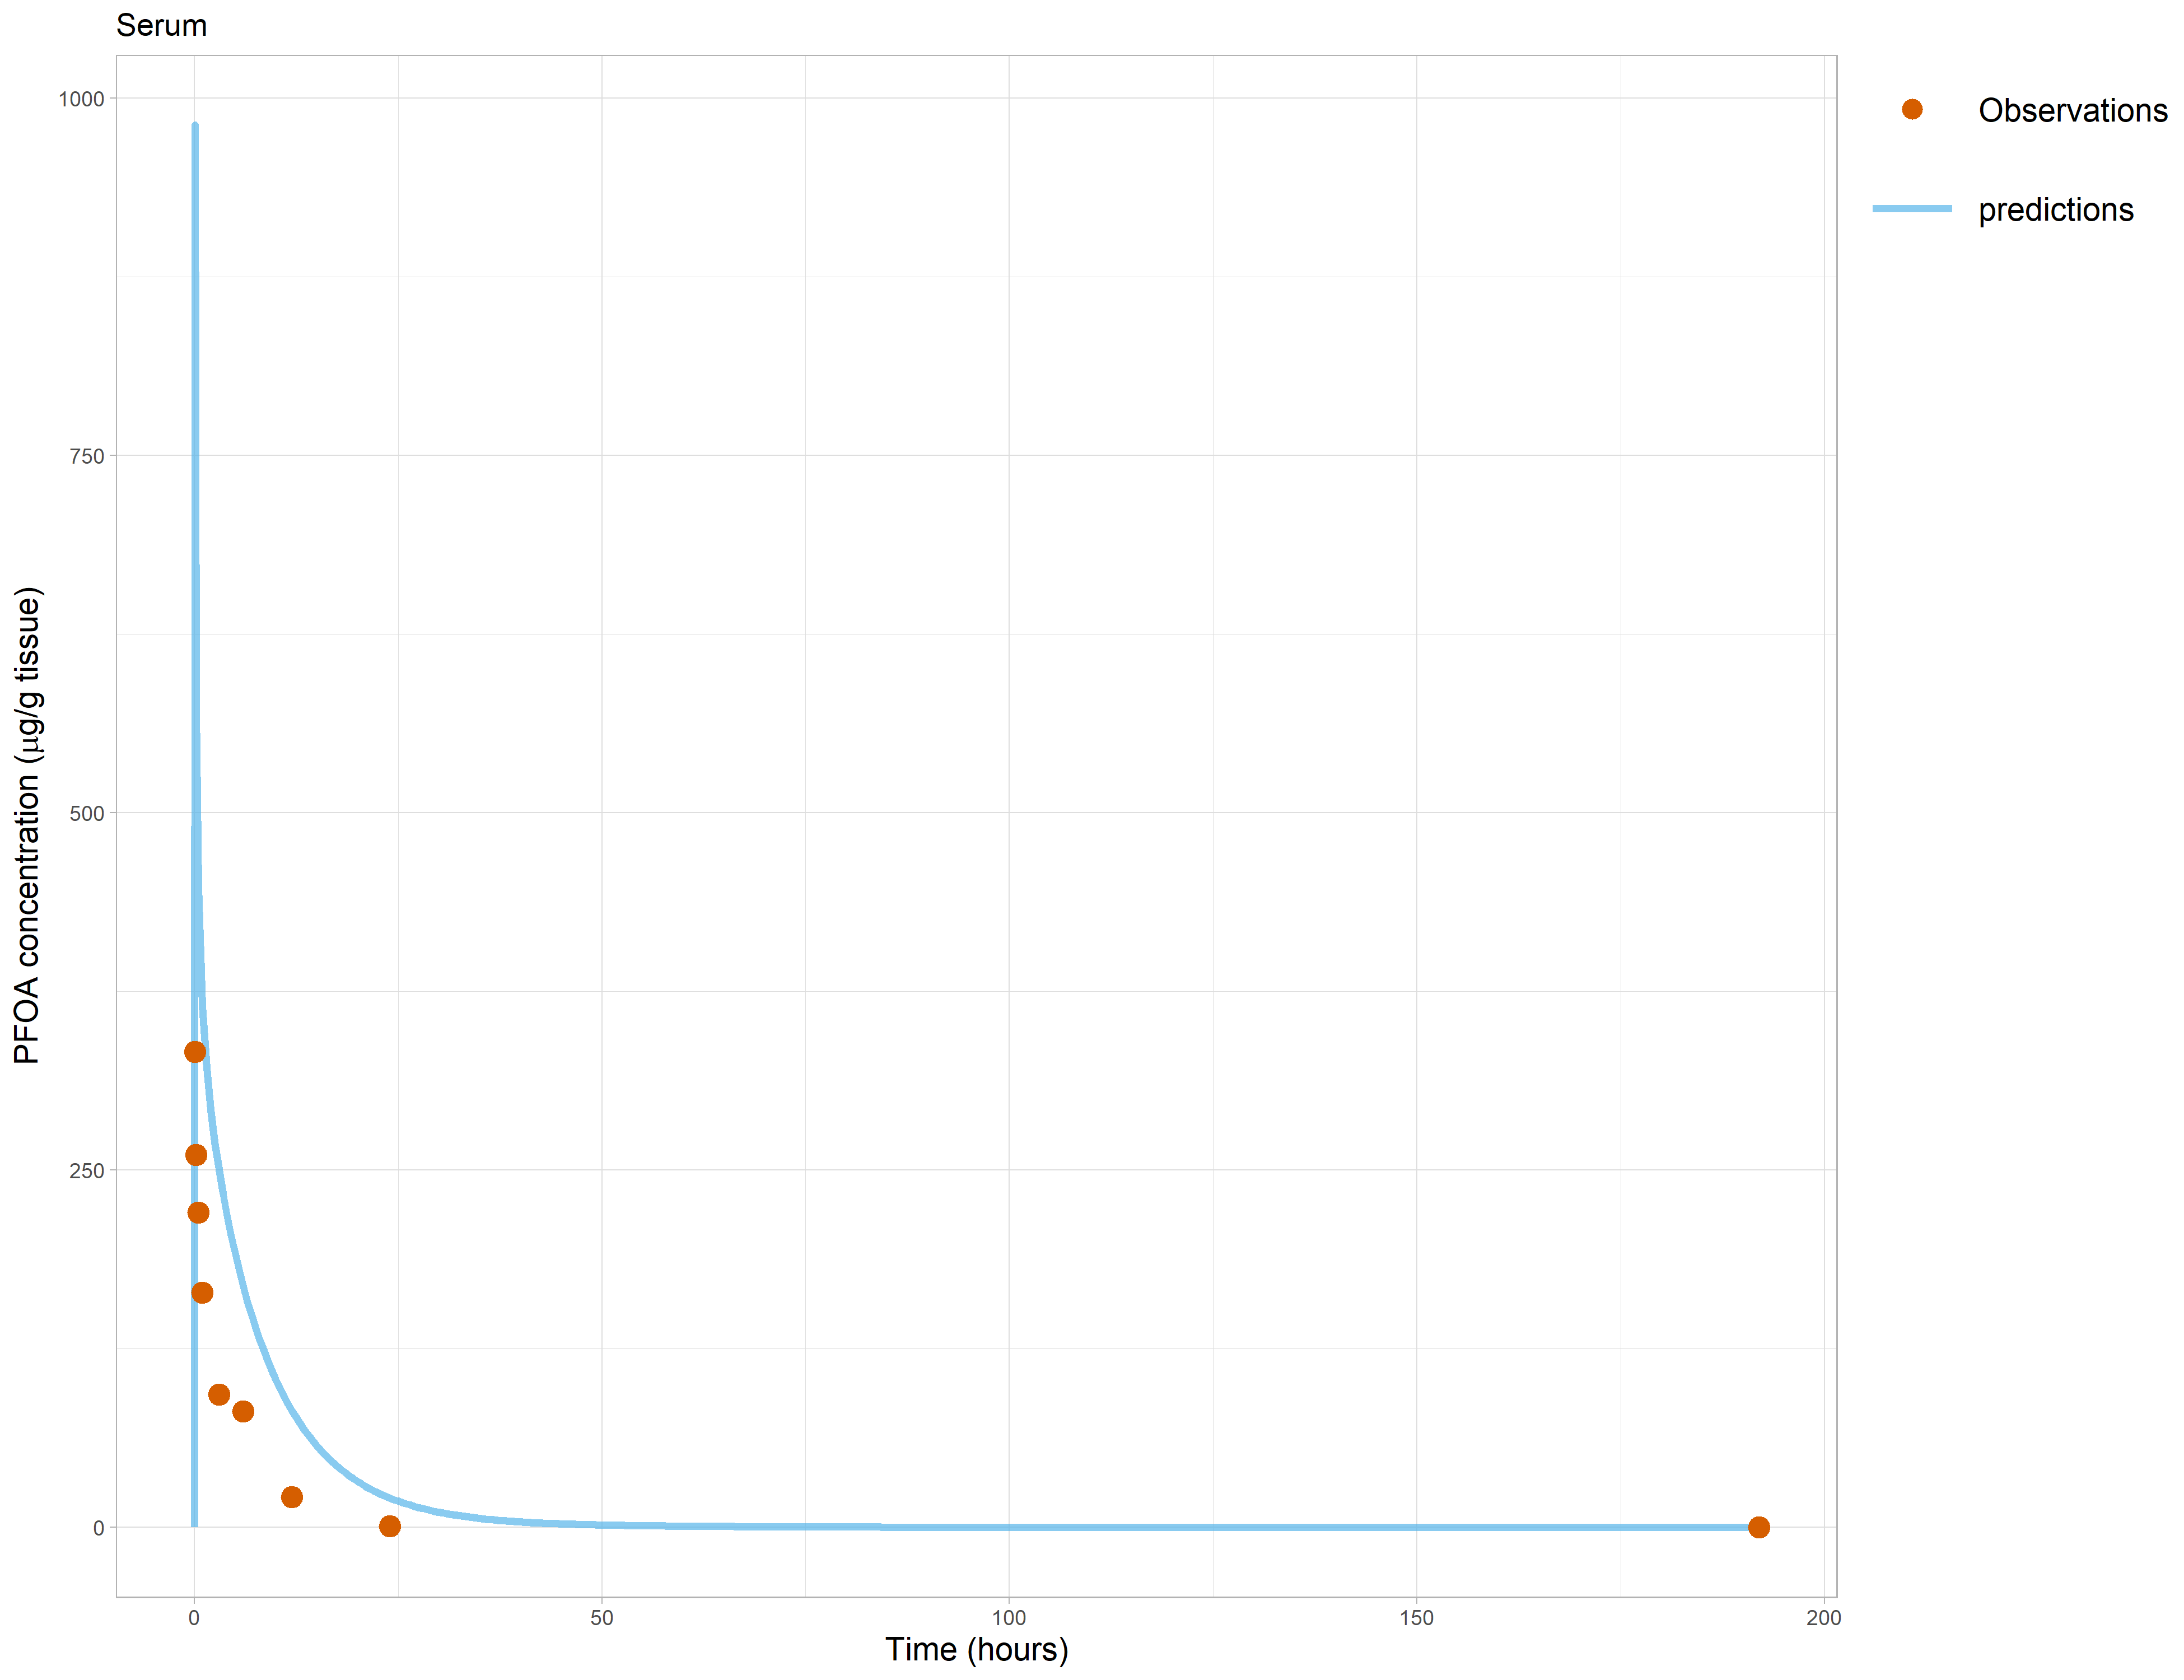 Serum
Observations
predictions
PFOA concentration (μg/g tissue)
1000
750
500
250
0
0
50
100
150
200
Time (hours)